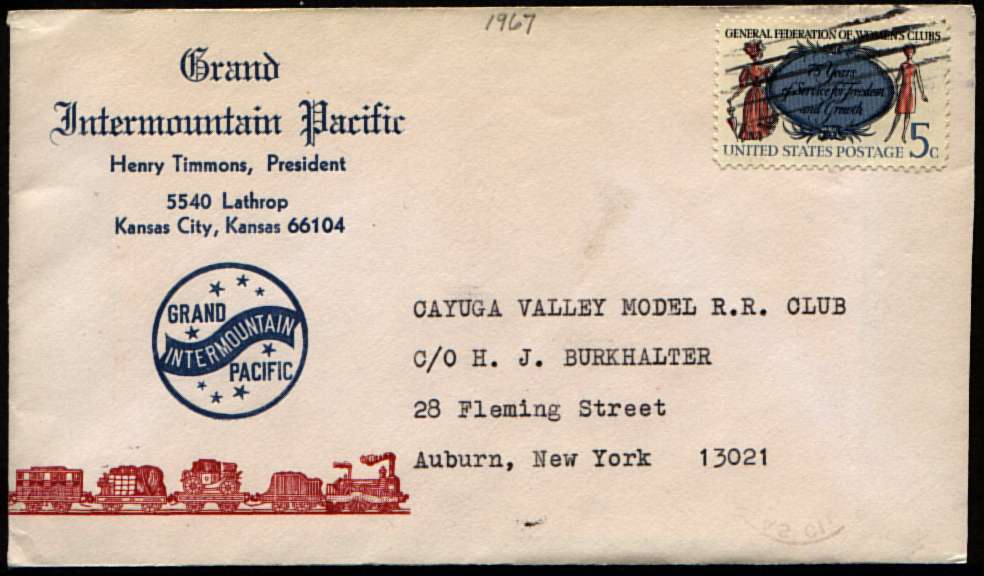 1967
Grand
Intermountain Pacific
Henry Timmons, President
5540 Lathrop
Kansas City, Kansas 66104
GRAND
INTERMOUNTAIN
PACIFIC
GENERAL FEDERATION OF WOMEN'S CLUBS
75 Years
of Service for Freedom
and Growth
UNITED STATES POSTAGE 5c
CAYUGA VALLEY MODEL R.R. CLUB
C/O H. J. BURKHALTER
28 Fleming Street
Auburn, New York 13021